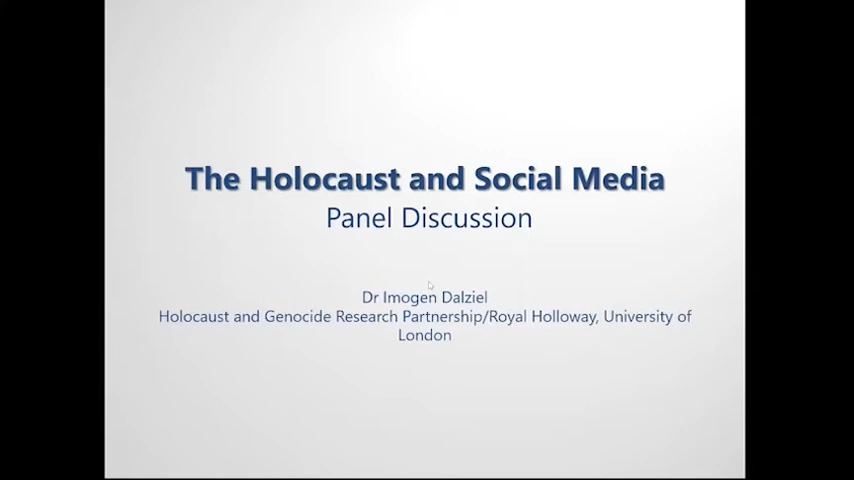 The Holocaust and Social Media
Panel Discussion
Dr Imogen Dalziel
Holocaust and Genocide Research Partnership/Royal Holloway, University of
London